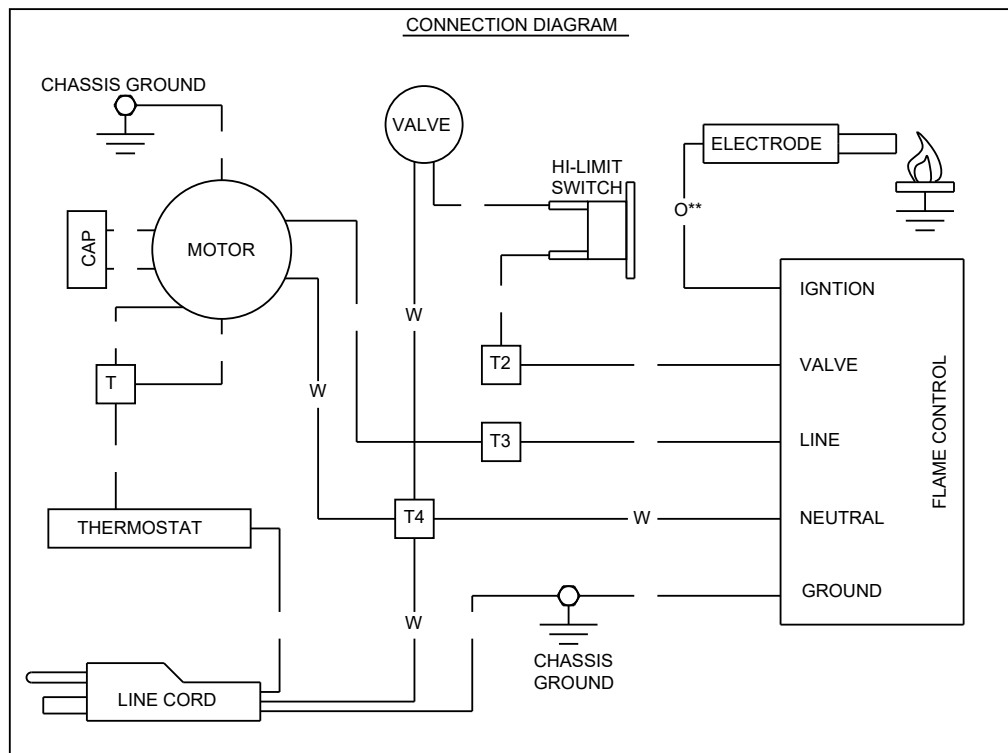 CONNECTION DIAGRAM
CHASSIS GROUND
VALVE
ELECTRODE
HI-LIMIT
SWITCH
O**
CAP
MOTOR
IGNTION
W
T2
VALVE
T
W
T3
LINE
FLAME CONTROL
T4
W
NEUTRAL
THERMOSTAT
GROUND
W
CHASSIS
GROUND
LINE CORD